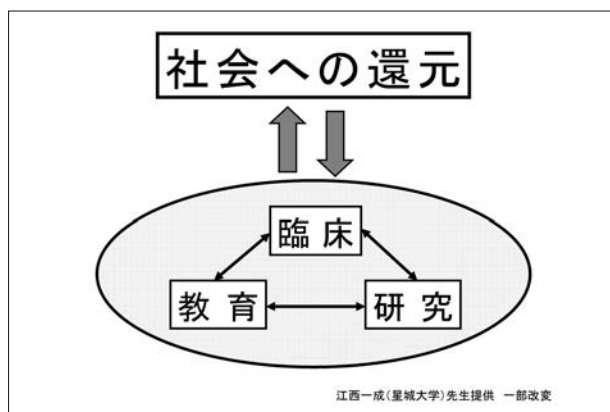 社会への還元
臨床
教育
研究
江西一成(星城大学)先生提供 一部改変